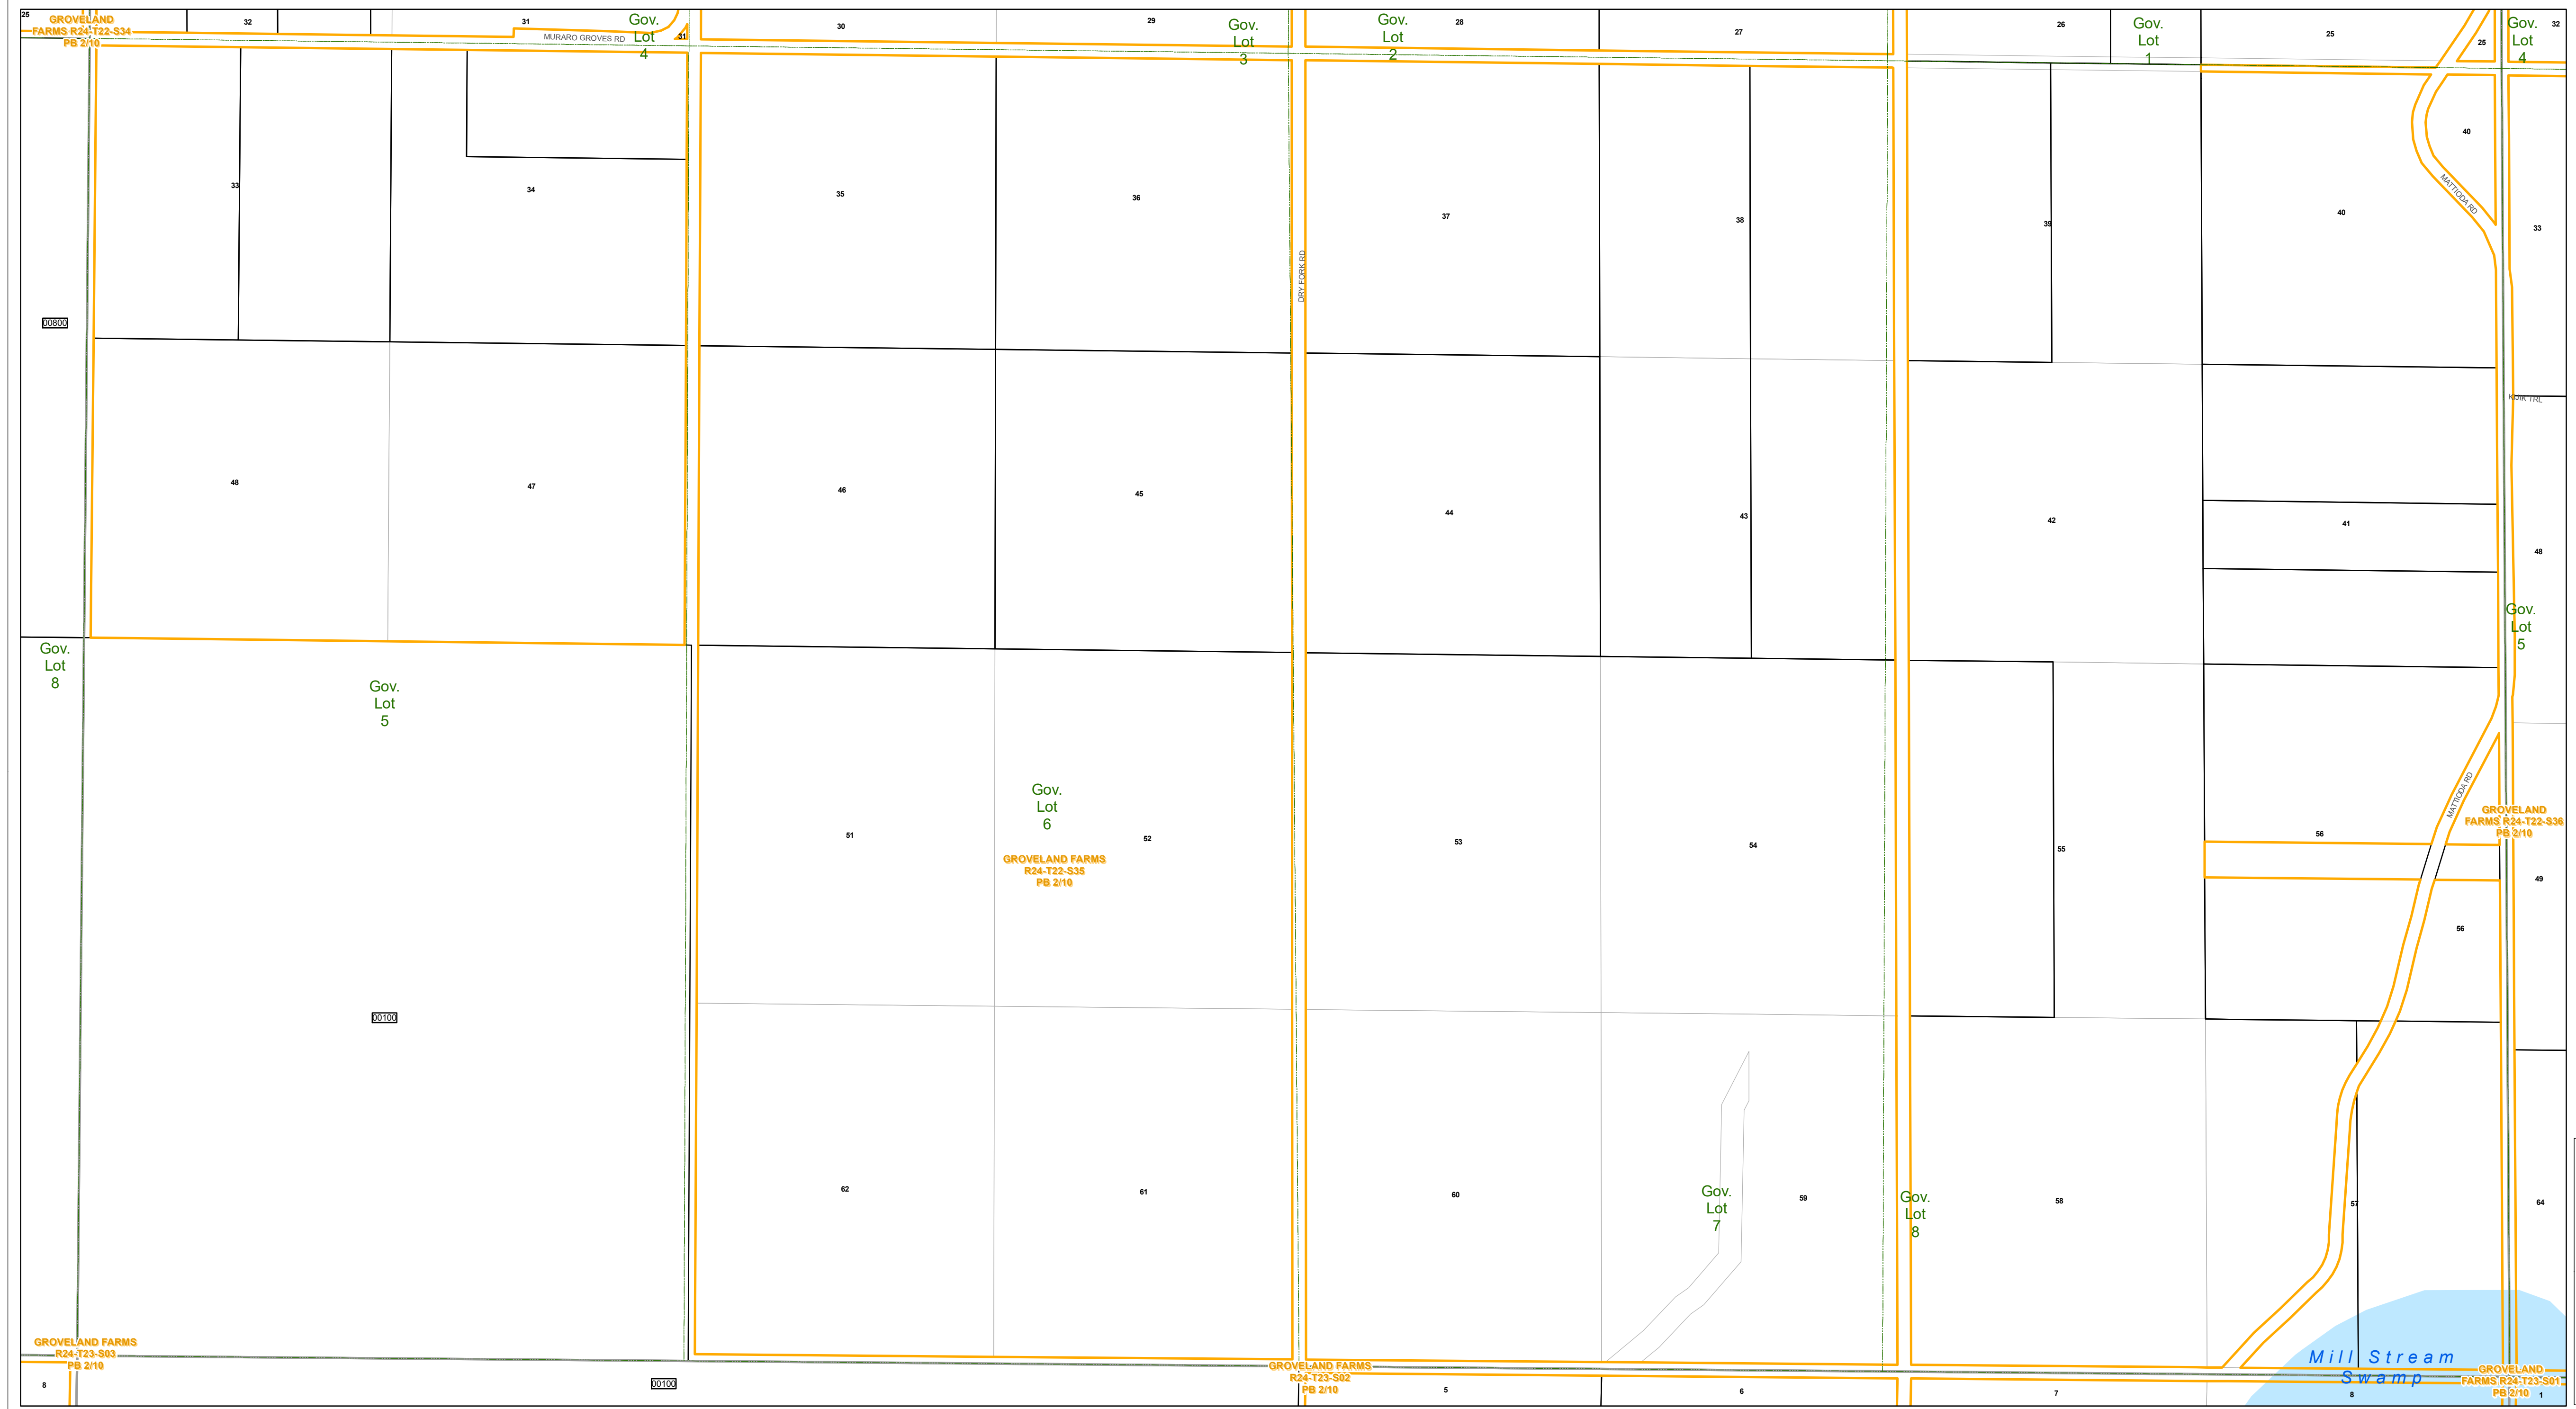 25
GROVELAND
FARMS R24-T22-S34
PB 2/10
32
31
MURARO GROVES RD
Gov.
Lot
4
31
30
29
Gov.
Lot
3
Gov.
Lot
2
28
27
26
Gov.
Lot
1
25
25
Gov.
Lot
4
32
33
34
35
36
37
38
39
40
40
33
MATTIODA RD
DRY FORK RD
00800
48
47
46
45
44
43
42
41
48
Gov.
Lot
8
Gov.
Lot
5
Gov.
Lot
5
Gov.
Lot
6
MATTIODA RD
GROVELAND
FARMS R24-T22-S36
PB 2/10
51
52
53
54
55
56
49
GROVELAND FARMS
R24-T22-S35
PB 2/10
56
00100
62
61
60
Gov.
Lot
7
59
Gov.
Lot
8
58
57
64
GROVELAND FARMS
R24-T23-S03
PB 2/10
8
00100
GROVELAND FARMS
R24-T23-S02
PB 2/10
5
6
7
Mill Stream
Swamp
8
GROVELAND
FARMS R24-T23-S01
PB 2/10
1